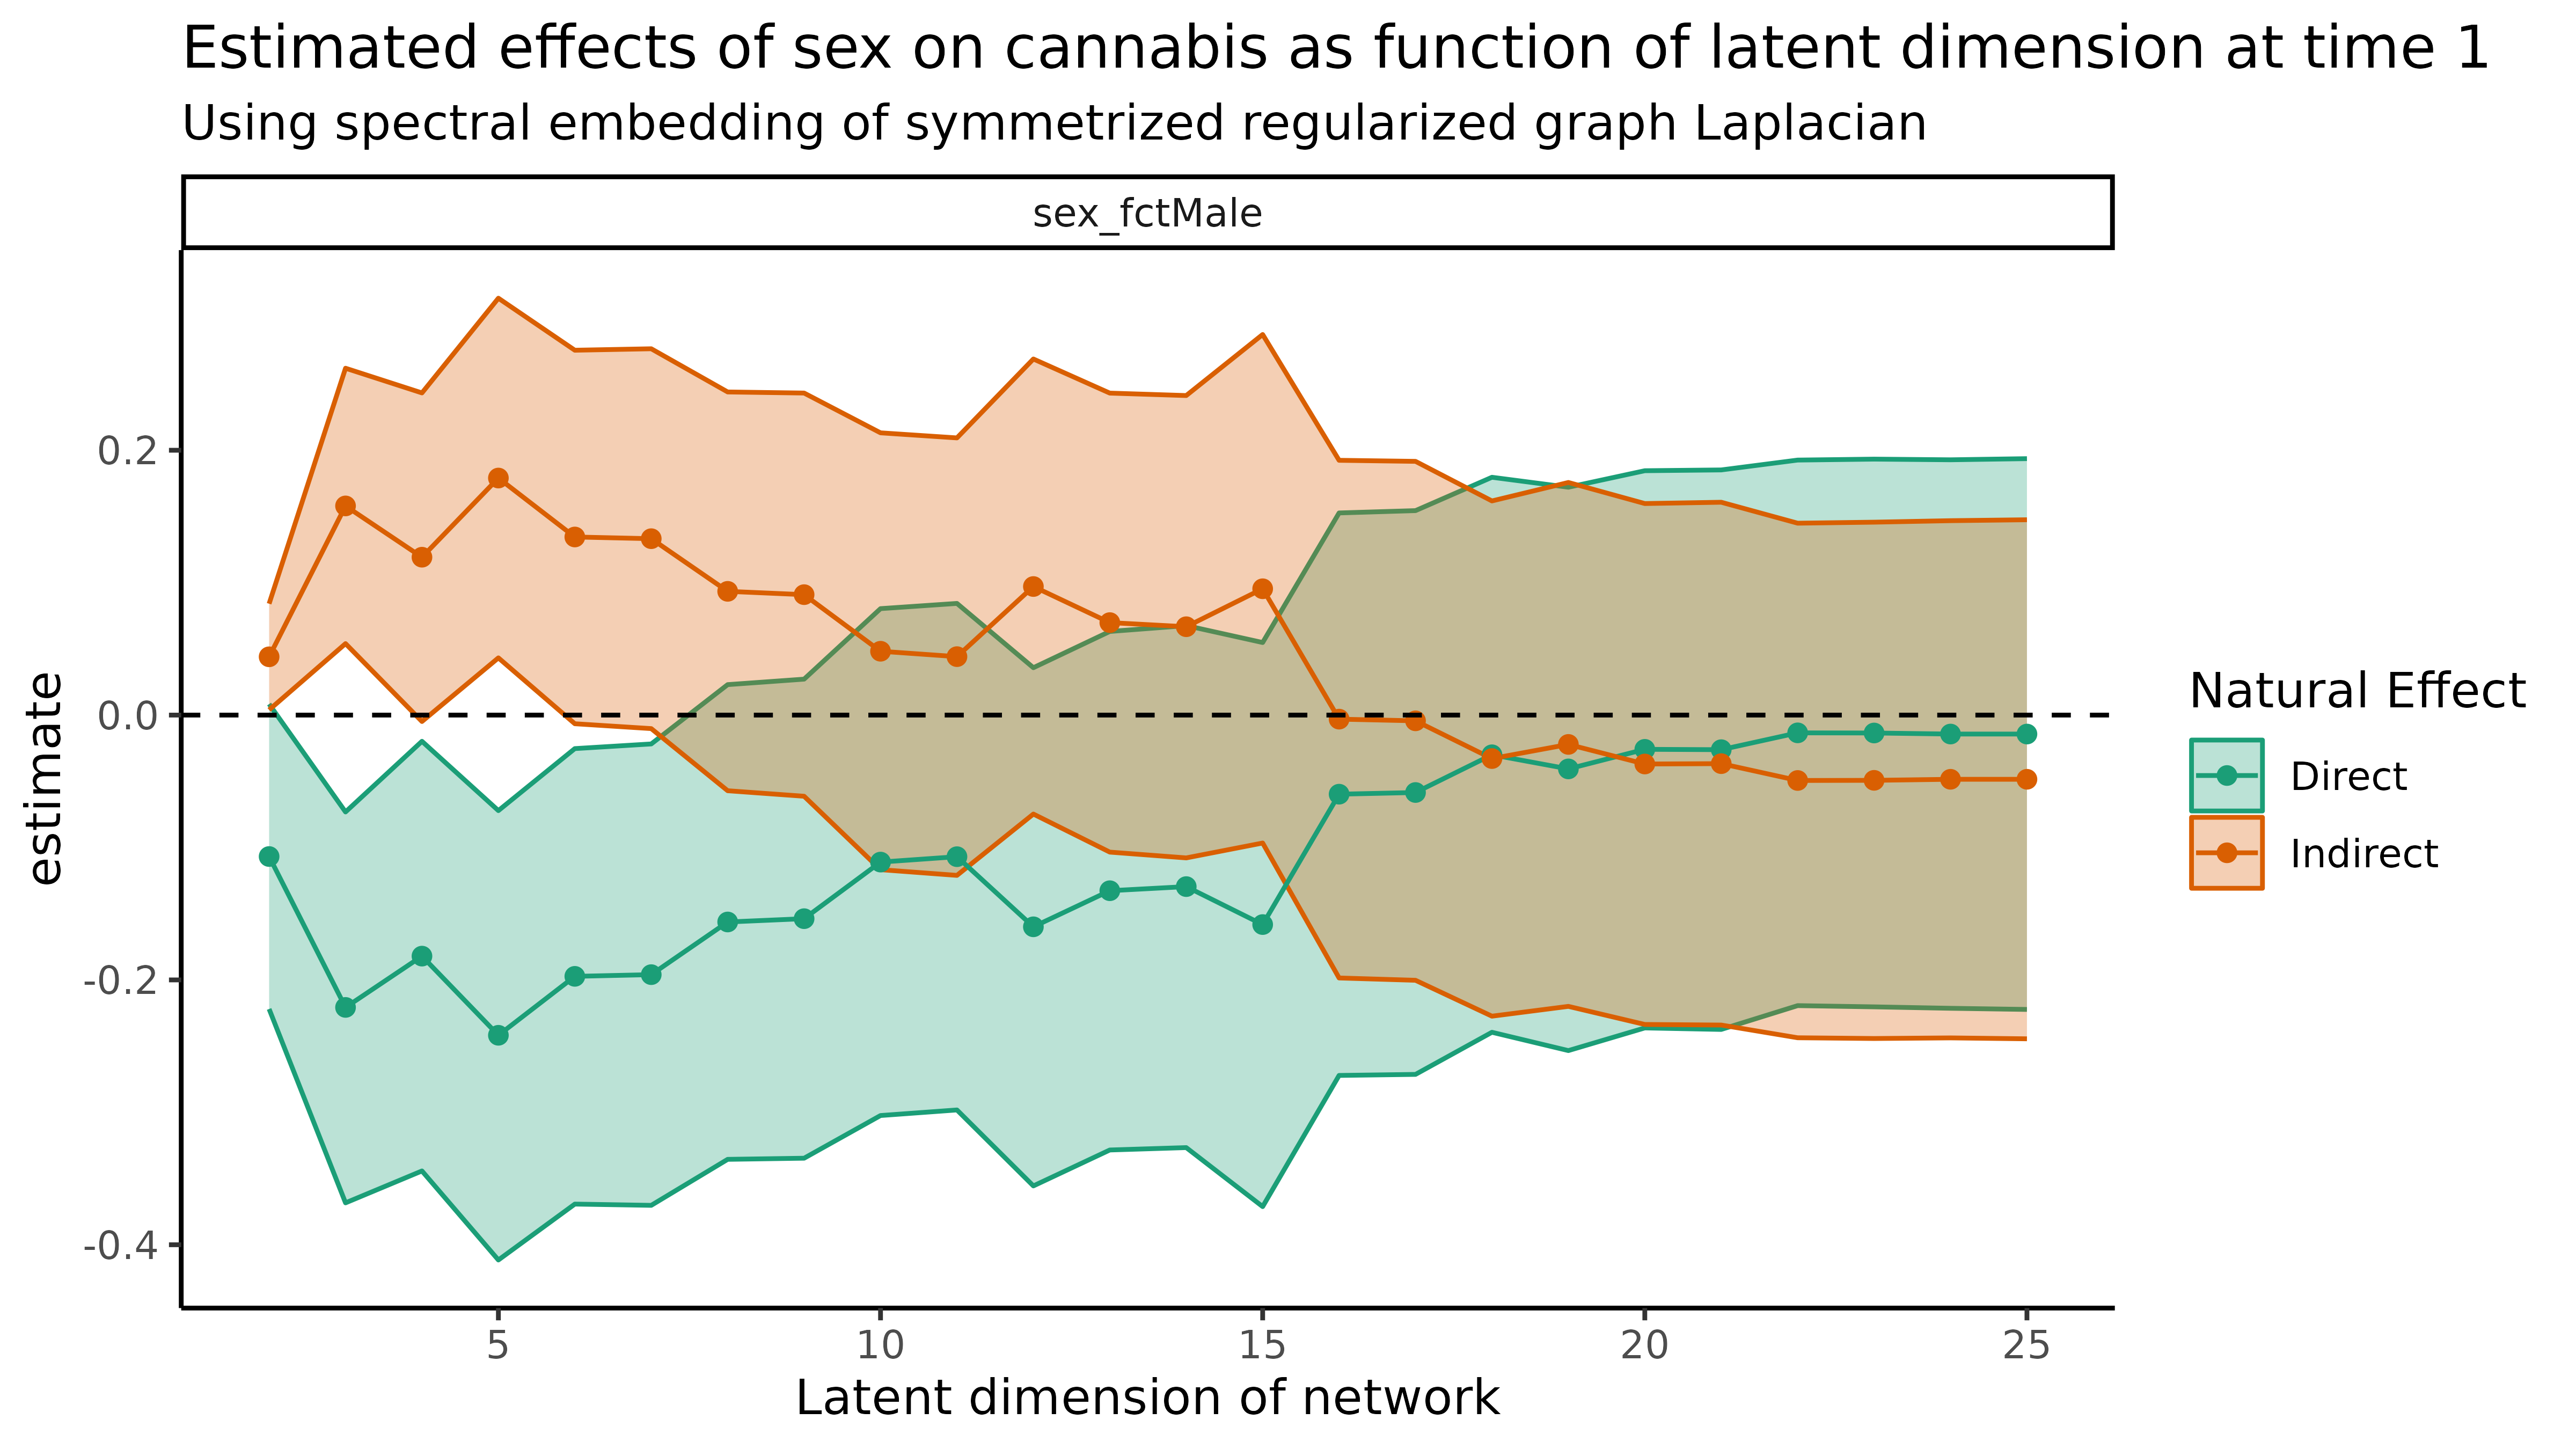 Estimated effects of sex on cannabis as function of latent dimension at time 1
Using spectral embedding of symmetrized regularized graph Laplacian
sex_fctMale
0.2
0.0
-0.2
-0.4
estimate
5 10 15 20 25
Latent dimension of network
Natural Effect
Direct
Indirect